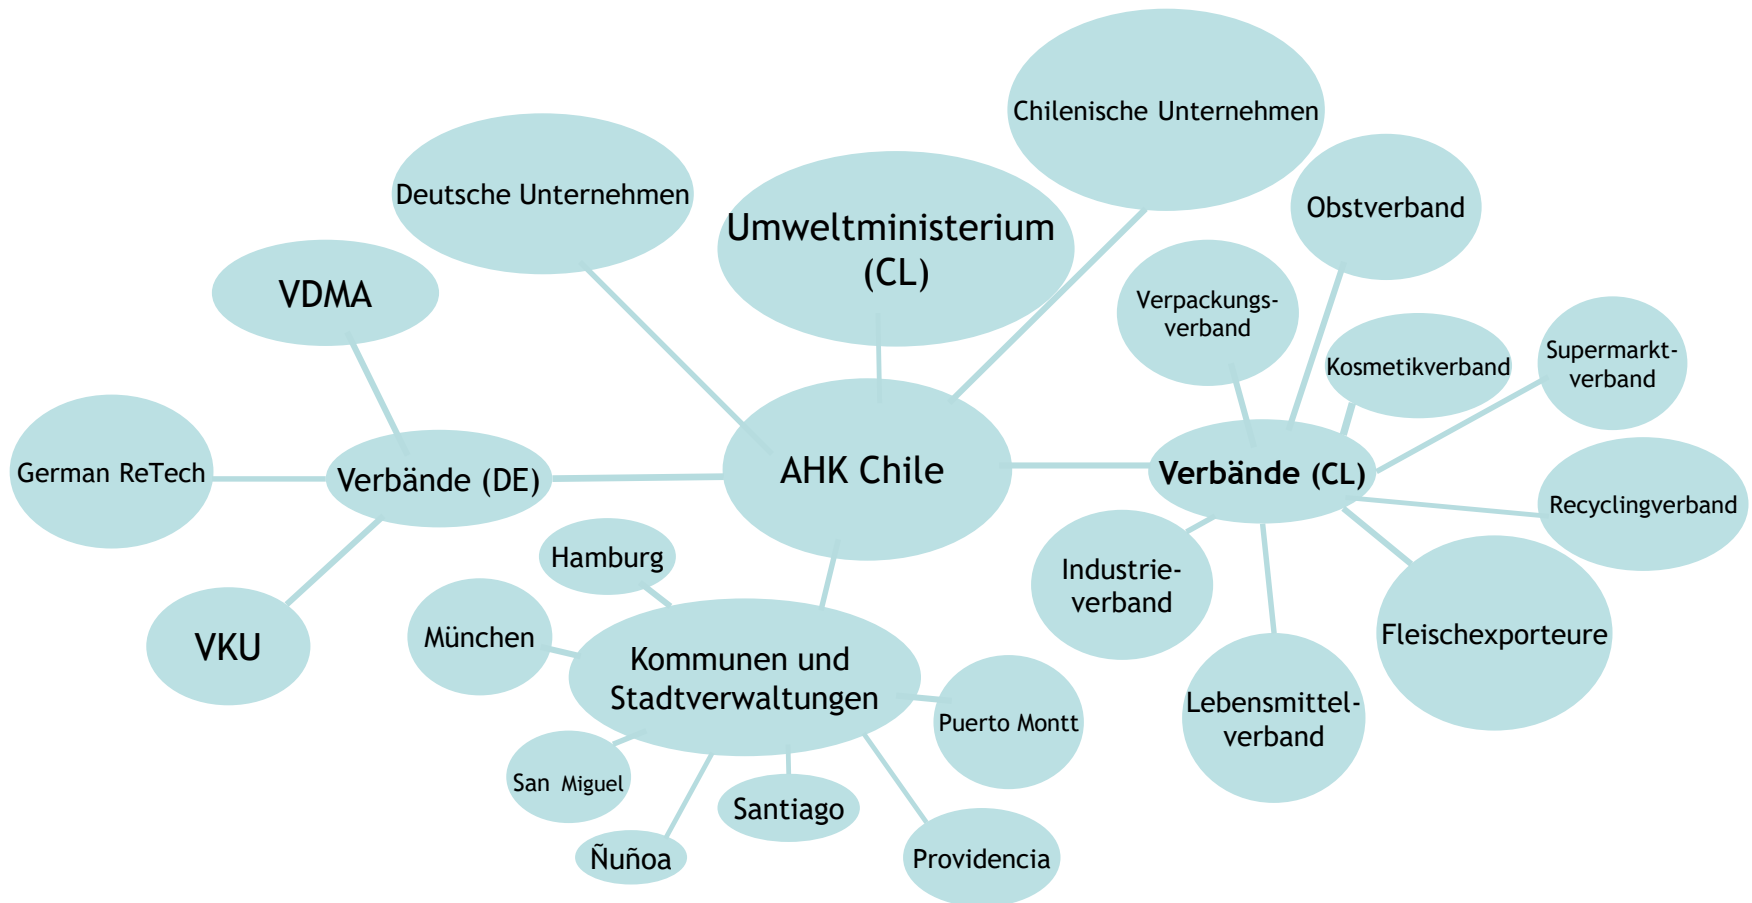 Chilenische Unternehmen
Deutsche Unternehmen
Umweltministerium
(CL)
Obstverband
VDMA
Verpackungs-
verband
Kosmetikverband
Supermarkt-
verband
German ReTech
Verbände (DE)
AHK Chile
Verbände (CL)
Recyclingverband
Hamburg
Industrie-
verband
München
Kommunen und
Stadtverwaltungen
VKU
Fleischexporteure
Lebensmittel-
verband
Puerto Montt
San Miguel
Santiago
Ñuñoa
Providencia